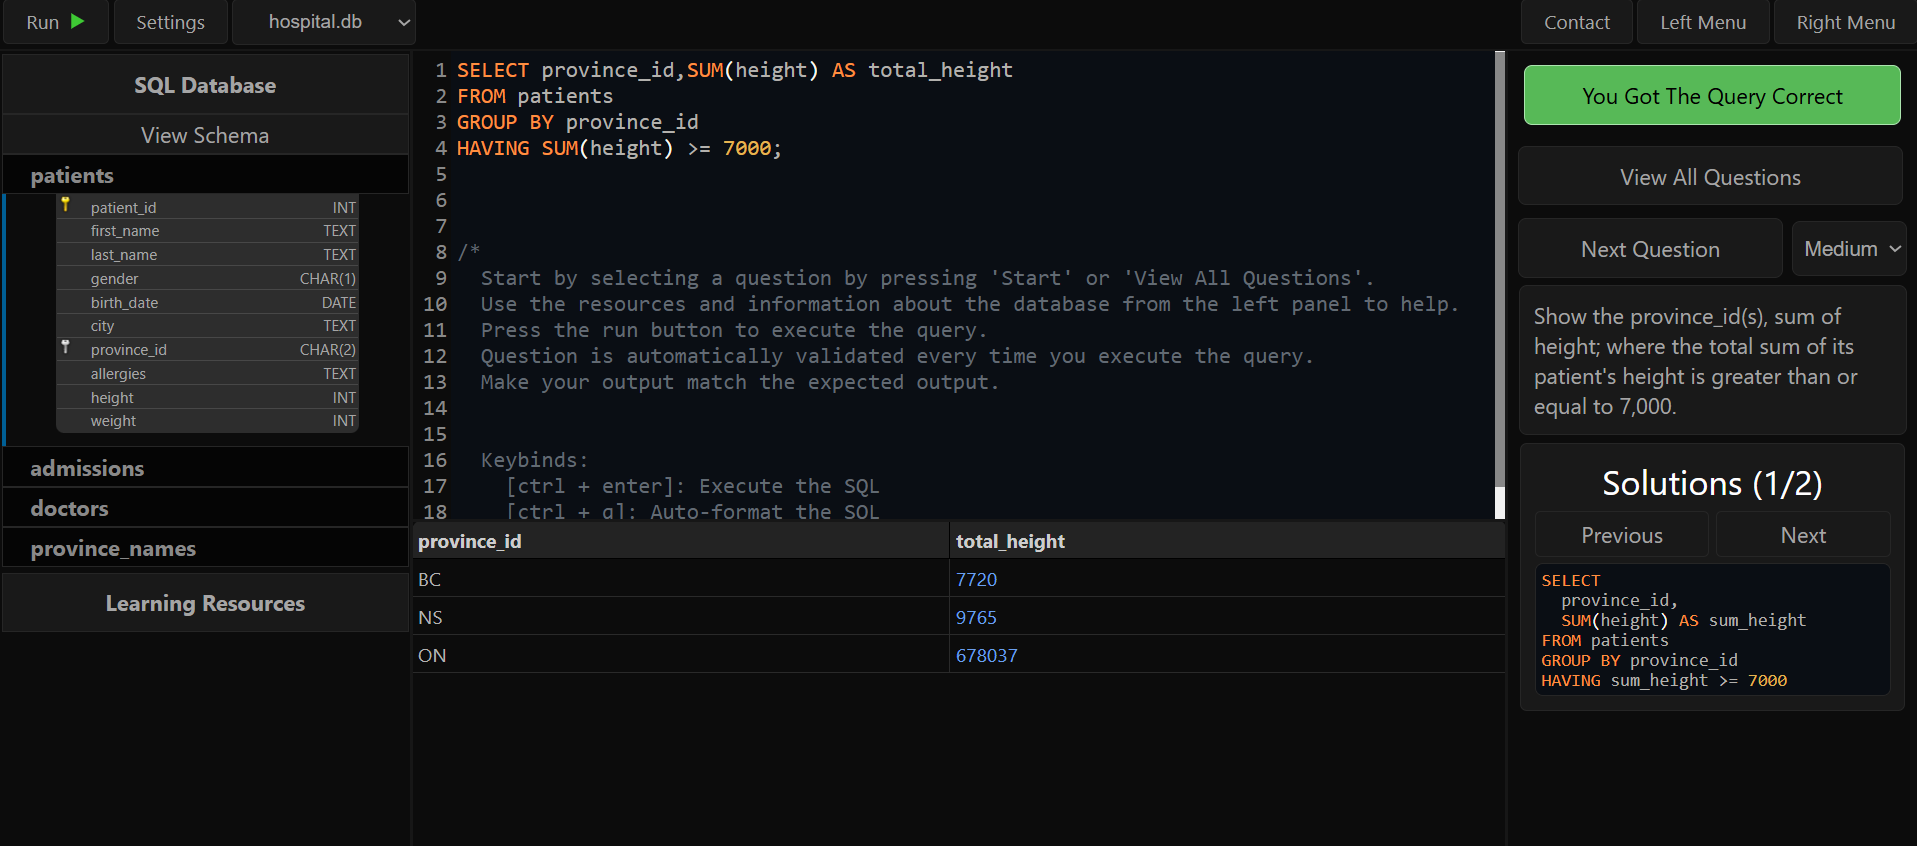 Run
Settings
hospital.db
Contact
Left Menu
Right Menu
SQL Database
View Schema
patients
patient_id INT
first_name TEXT
last_name TEXT
gender CHAR(1)
birth_date DATE
city TEXT
province_id CHAR(2)
allergies TEXT
height INT
weight INT
admissions
doctors
province_names
Learning Resources
1 SELECT province_id,SUM(height) AS total_height
2 FROM patients
3 GROUP BY province_id
4 HAVING SUM(height) >= 7000;
5
6
7
8 /*
9 Start by selecting a question by pressing 'Start' or 'View All Questions'.
10 Use the resources and information about the database from the left panel to help.
11 Press the run button to execute the query.
12 Question is automatically validated every time you execute the query.
13 Make your output match the expected output.
14
15
16 Keybinds:
17 [ctrl + enter]: Execute the SQL
18 [ctrl + q]: Auto-format the SQL
province_id total_height
BC 7720
NS 9765
ON 678037
You Got The Query Correct
View All Questions
Next Question
Medium
Show the province_id(s), sum of
height; where the total sum of its
patient's height is greater than or
equal to 7,000.
Solutions (1/2)
Previous
Next
SELECT
province_id,
SUM(height) AS sum_height
FROM patients
GROUP BY province_id
HAVING sum_height >= 7000